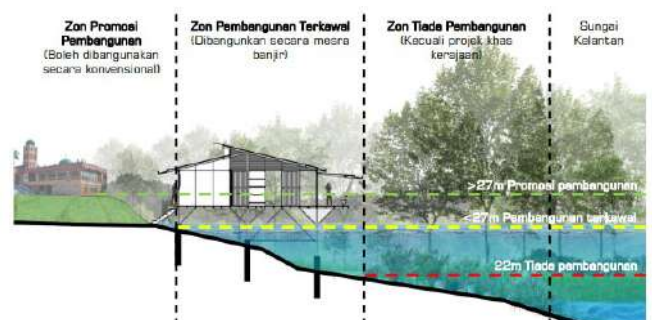 Zon Promosi
Pembangunan
(Boleh dibangunakan
secara konvensional)
Zon Pembangunan Terkawal
(Dibangunkan secara mesra
banjir)
Zon Tiada Pembangunan
(Kecuali projek khas
kerajaan)
Sungai
Kelantan
>27m Promosi pembangunan
<27m Pembangunan terkawal
22m Tiada pembangunan